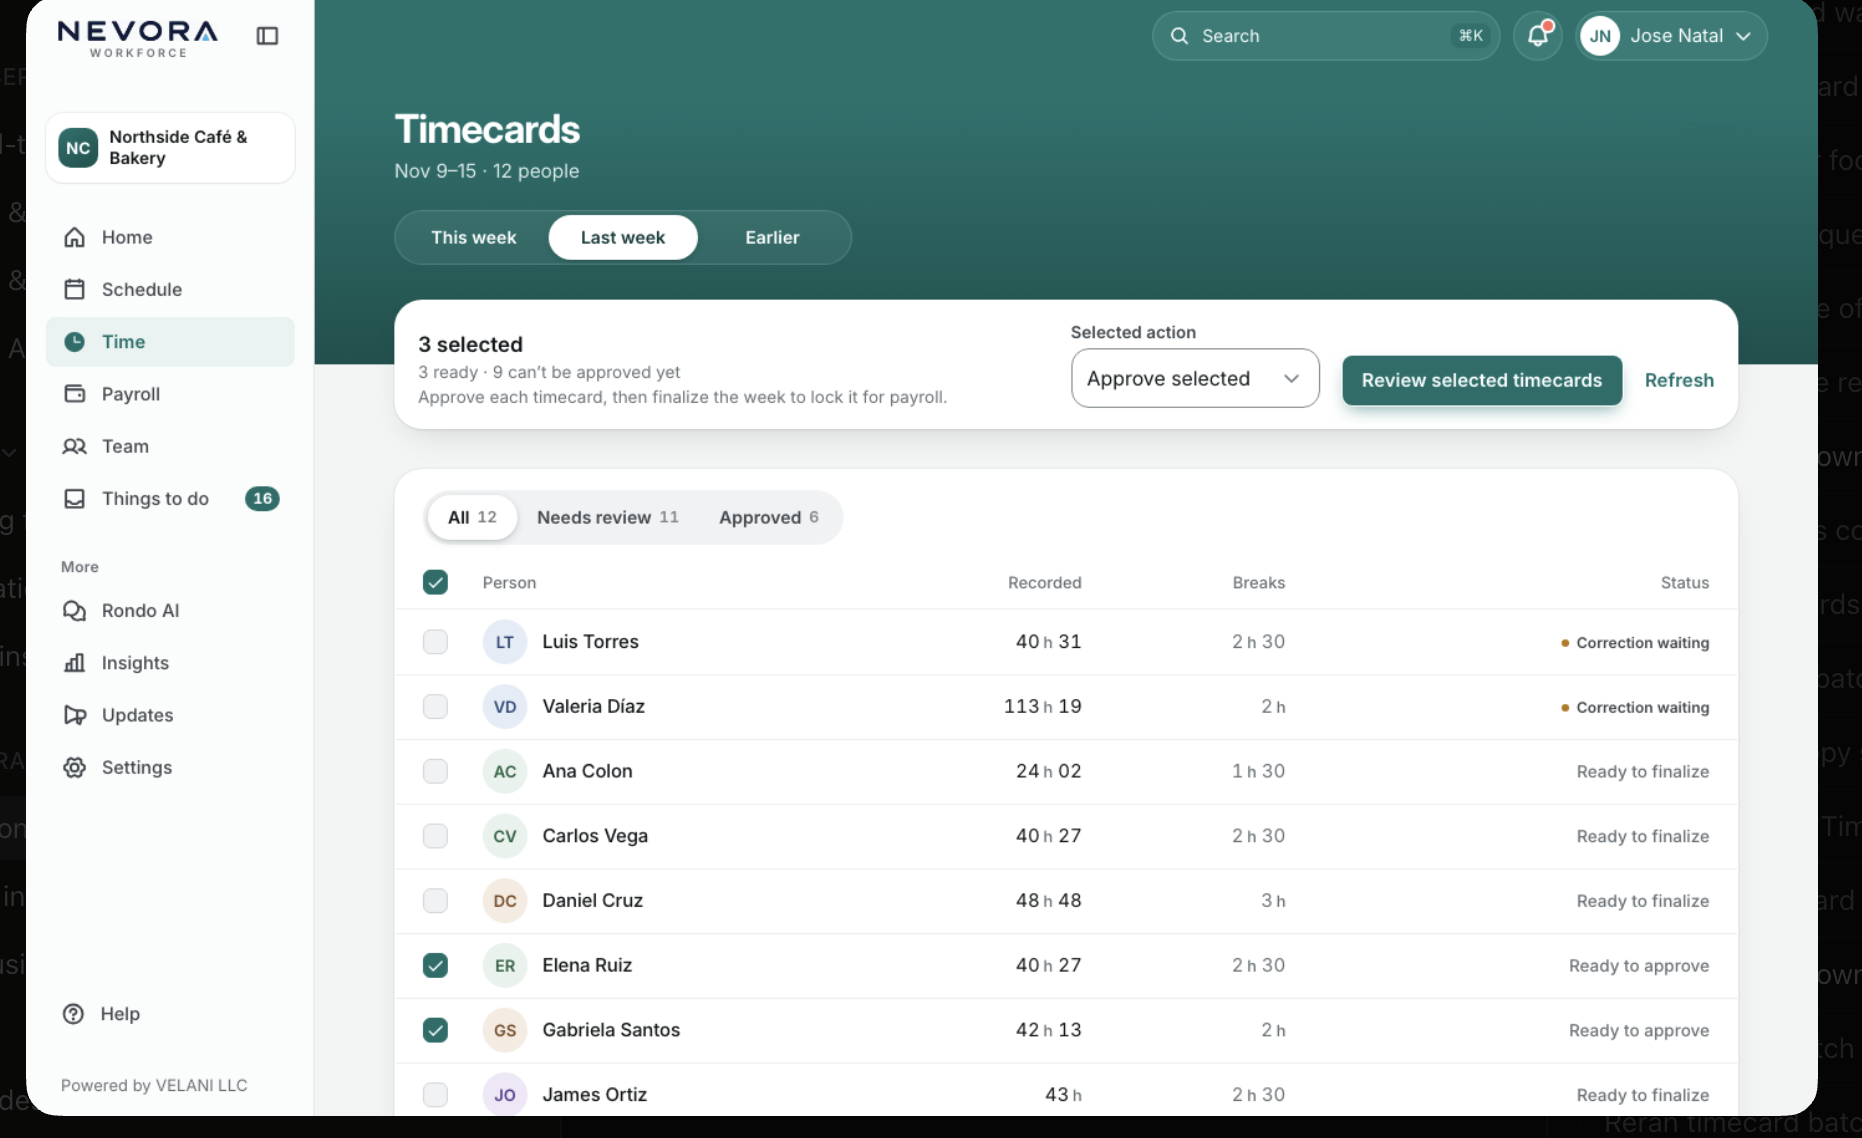 NEVORA
WORKFORCE
Search
⌘K
JN
Jose Natal
NC
Northside Café &
Bakery
Home
Schedule
Time
Payroll
Team
Things to do
16
More
Rondo AI
Insights
Updates
Settings
Help
Powered by VELANI LLC
Timecards
Nov 9–15 · 12 people
This week
Last week
Earlier
3 selected
3 ready · 9 can’t be approved yet
Approve each timecard, then finalize the week to lock it for payroll.
Selected action
Approve selected
Review selected timecards
Refresh
All 12
Needs review 11
Approved 6
Person Recorded Breaks Status
LT Luis Torres 40 h 31 2 h 30 Correction waiting
VD Valeria Díaz 113 h 19 2 h Correction waiting
AC Ana Colon 24 h 02 1 h 30 Ready to finalize
CV Carlos Vega 40 h 27 2 h 30 Ready to finalize
DC Daniel Cruz 48 h 48 3 h Ready to finalize
ER Elena Ruiz 40 h 27 2 h 30 Ready to approve
GS Gabriela Santos 42 h 13 2 h Ready to approve
JO James Ortiz 43 h 2 h 30 Ready to finalize
Reran timecard batc